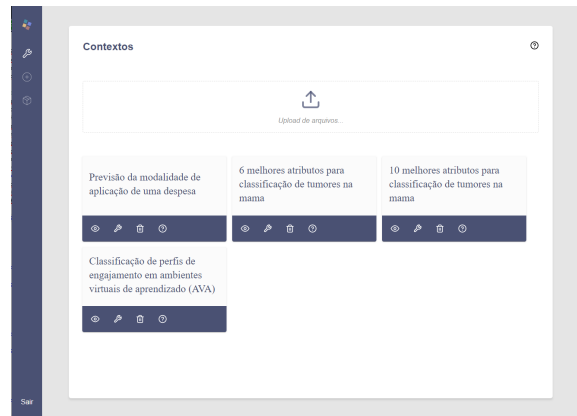 Contextos
Upload de arquivos...
Previsão da modalidade de
aplicação de uma despesa
6 melhores atributos para
classificação de tumores na
mama
10 melhores atributos para
classificação de tumores na
mama
Classificação de perfis de
engajamento em ambientes
virtuais de aprendizado (AVA)
Sair